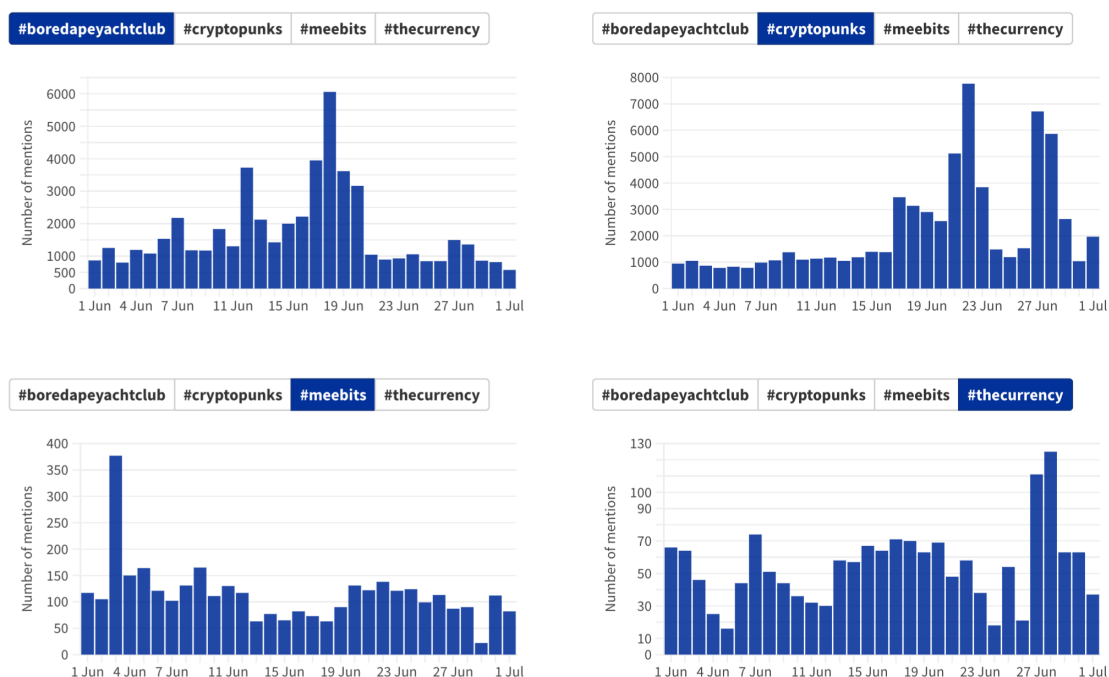 #boredapeyachtclub #cryptopunks #meebits #thecurrency
Number of mentions
6000
5000
4000
3000
2000
1000
500
0
1 Jun 4 Jun 7 Jun 11 Jun 15 Jun 19 Jun 23 Jun 27 Jun 1 Jul
#boredapeyachtclub #cryptopunks #meebits #thecurrency
Number of mentions
8000
7000
6000
5000
4000
3000
2000
1000
0
1 Jun 4 Jun 7 Jun 11 Jun 15 Jun 19 Jun 23 Jun 27 Jun 1 Jul
#boredapeyachtclub #cryptopunks #meebits #thecurrency
Number of mentions
400
350
300
250
200
150
100
50
0
1 Jun 4 Jun 7 Jun 11 Jun 15 Jun 19 Jun 23 Jun 27 Jun 1 Jul
#boredapeyachtclub #cryptopunks #meebits #thecurrency
Number of mentions
130
100
90
70
50
30
10
0
1 Jun 4 Jun 7 Jun 11 Jun 15 Jun 19 Jun 23 Jun 27 Jun 1 Jul